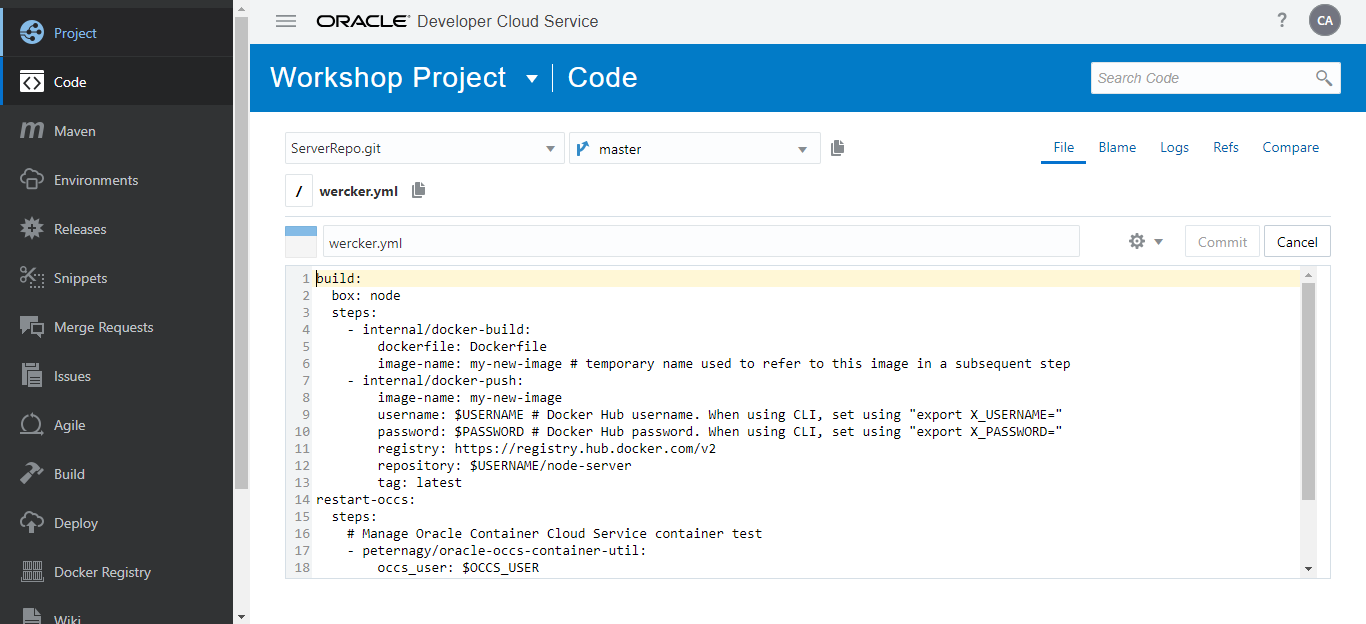 Project
Code
Maven
Environments
Releases
Snippets
Merge Requests
Issues
Agile
Build
Deploy
Docker Registry
Wiki
ORACLE® Developer Cloud Service
? CA
Workshop Project Code
Search Code
ServerRepo.git master File Blame Logs Refs Compare
/ wercker.yml
wercker.yml Commit Cancel
1 build:
2   box: node
3   steps:
4     - internal/docker-build:
5         dockerfile: Dockerfile
6         image-name: my-new-image # temporary name used to refer to this image in a subsequent step
7     - internal/docker-push:
8         image-name: my-new-image
9         username: $USERNAME # Docker Hub username. When using CLI, set using "export X_USERNAME="
10         password: $PASSWORD # Docker Hub password. When using CLI, set using "export X_PASSWORD="
11         registry: https://registry.hub.docker.com/v2
12         repository: $USERNAME/node-server
13         tag: latest
14 restart-occs:
15   steps:
16     # Manage Oracle Container Cloud Service container test
17     - peternagy/oracle-occs-container-util:
18         occs_user: $OCCS_USER